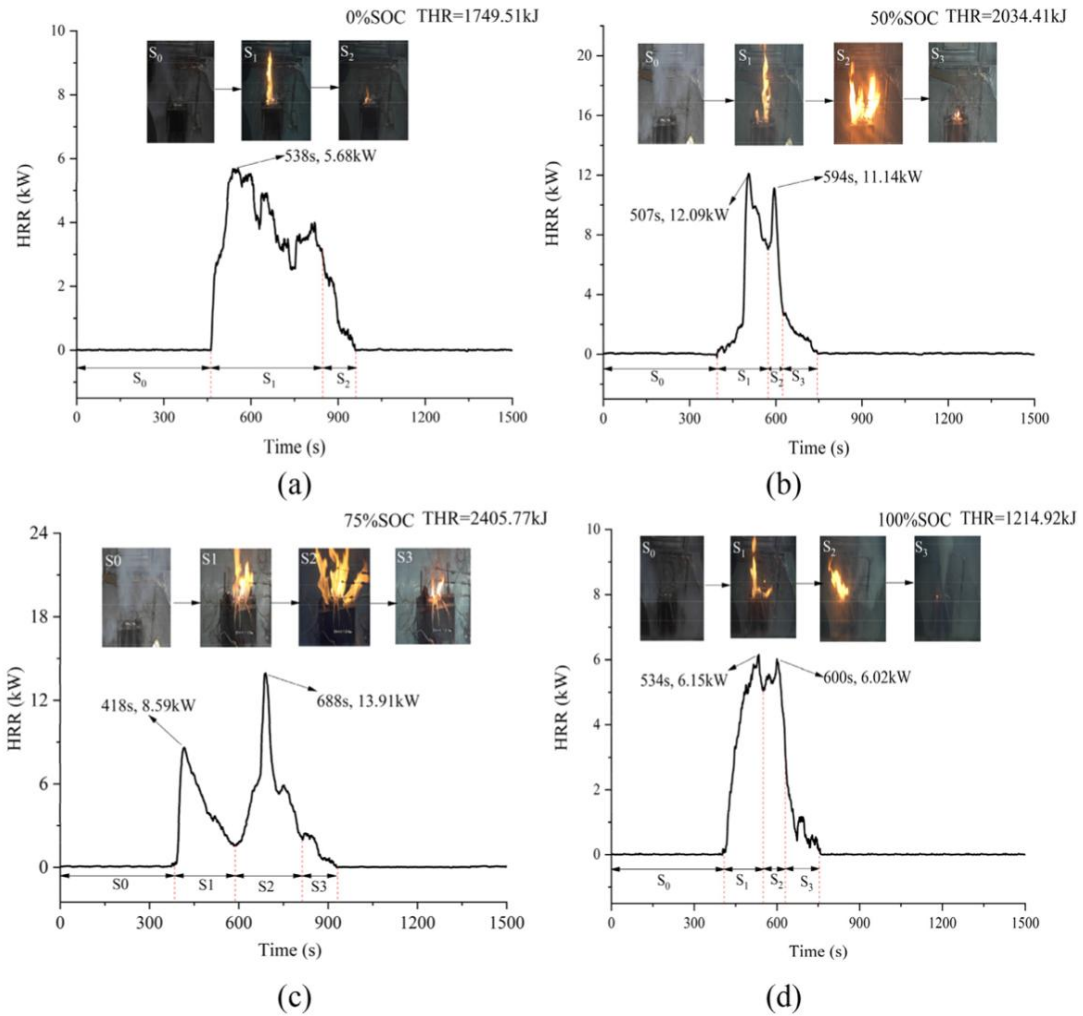 0%SOC THR=1749.51kJ
10
8
6
4
2
0
HRR (kW)
S₀
S₁
S₂
538s, 5.68kW
S₀
S₁
S₂
0
300
600
900
1200
1500
Time (s)
(a)
50%SOC THR=2034.41kJ
20
16
12
8
4
0
HRR (kW)
S₀
S₁
S₂
S₃
507s, 12.09kW
594s, 11.14kW
S₀
S₁
S₂
S₃
0
300
600
900
1200
1500
Time (s)
(b)
75%SOC THR=2405.77kJ
24
18
12
6
0
HRR (kW)
S0
S1
S2
S3
418s, 8.59kW
688s, 13.91kW
S0
S1
S2
S3
0
300
600
900
1200
1500
Time (s)
(c)
100%SOC THR=1214.92kJ
10
8
6
4
2
0
HRR (kW)
S₀
S₁
S₂
S₃
534s, 6.15kW
600s, 6.02kW
S₀
S₁
S₂
S₃
0
300
600
900
1200
1500
Time (s)
(d)